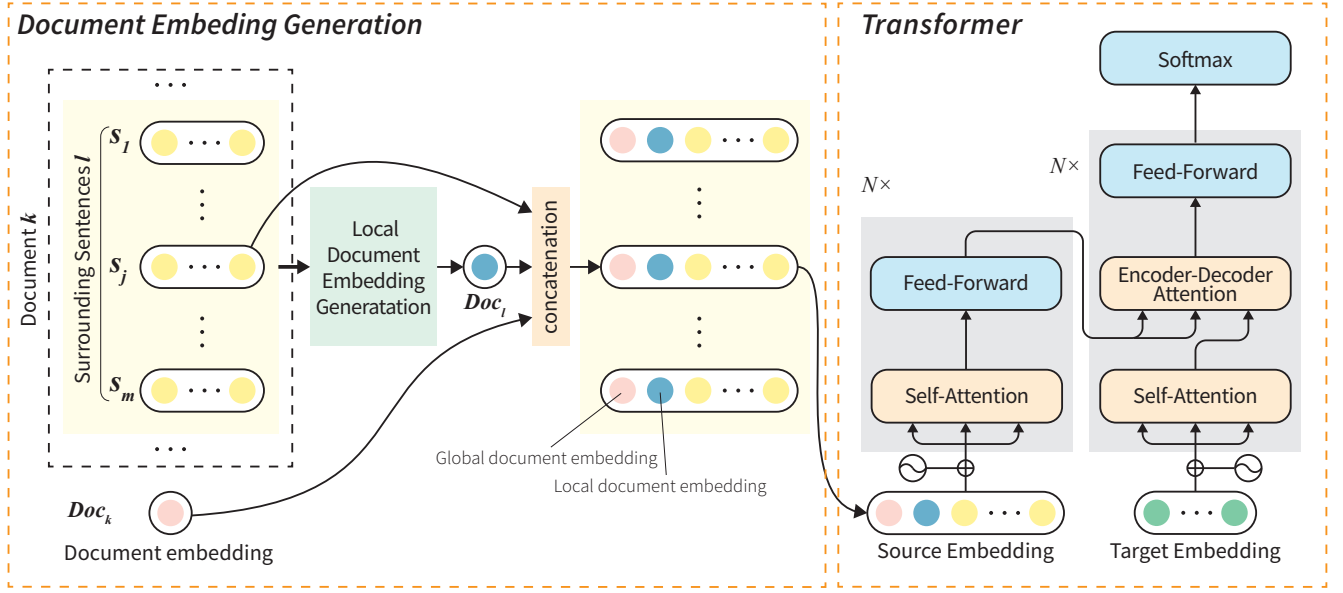 Document Embeding Generation
Document k
Surrounding Sentences l
...
S1
...
Sj
...
Sm
...
...
Local
Document
Embedding
Generatation
Docl
concatenation
...
...
...
Global document embedding
Local document embedding
Dock
Document embedding
Transformer
N×
Feed-Forward
Self-Attention
...
Source Embedding
Softmax
N×
Feed-Forward
Encoder-Decoder
Attention
Self-Attention
...
Target Embedding